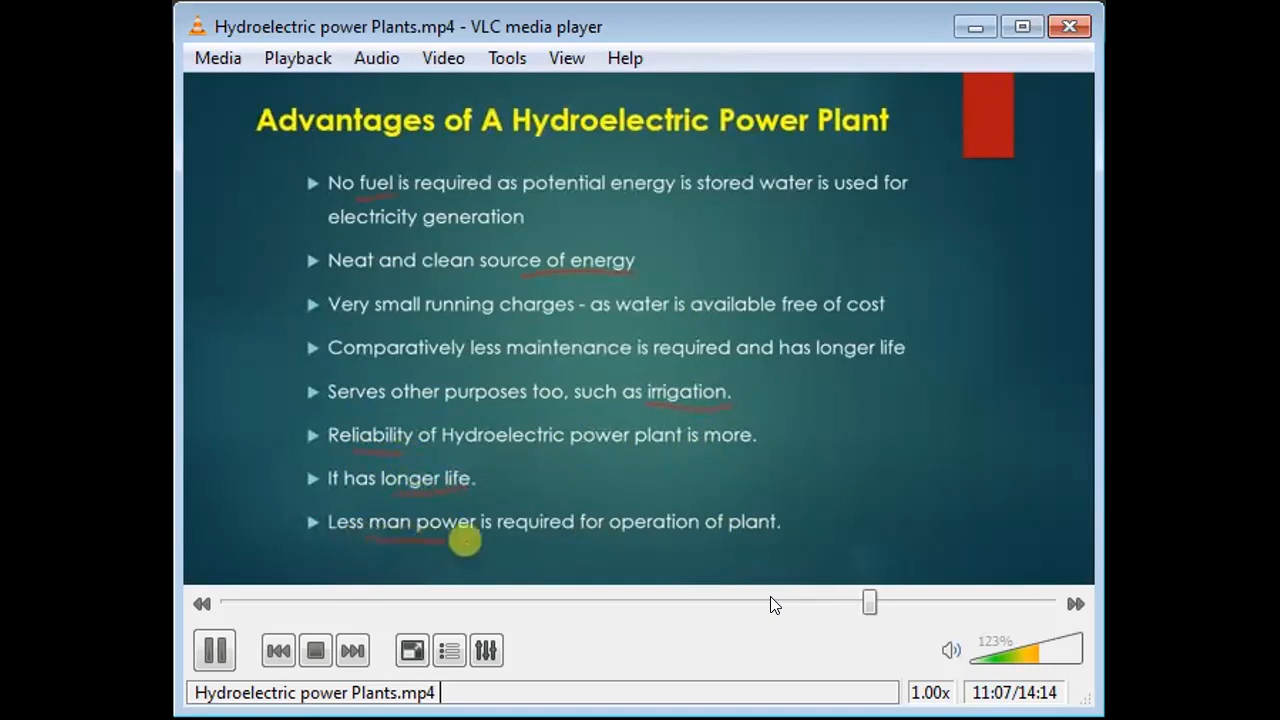 Hydroelectric power Plants.mp4 - VLC media player
Media Playback Audio Video Tools View Help
Advantages of A Hydroelectric Power Plant
No fuel is required as potential energy is stored water is used for
electricity generation
Neat and clean source of energy
Very small running charges - as water is available free of cost
Comparatively less maintenance is required and has longer life
Serves other purposes too, such as irrigation.
Reliability of Hydroelectric power plant is more.
It has longer life.
Less man power is required for operation of plant.
123%
Hydroelectric power Plants.mp4 1.00x 11:07/14:14